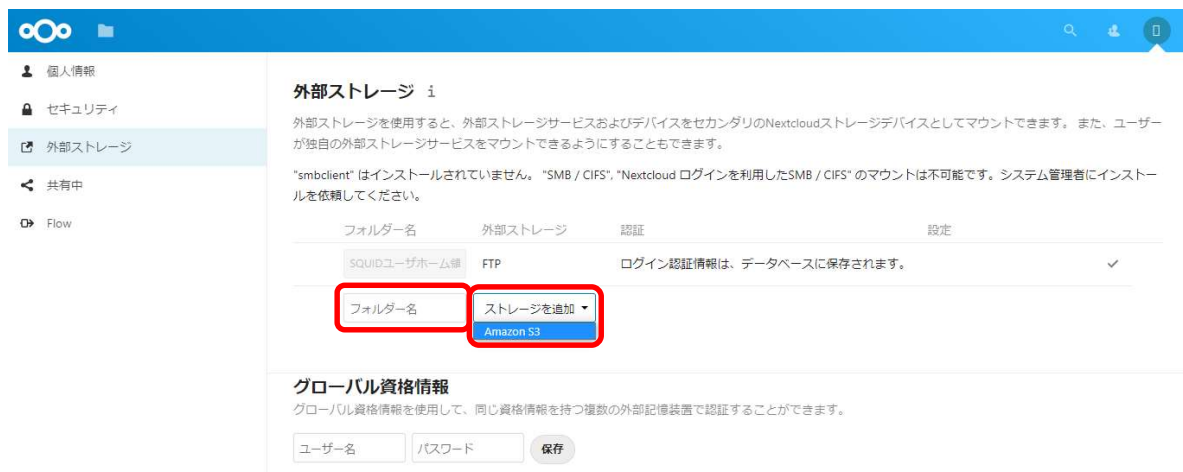 個人情報
セキュリティ
外部ストレージ
共有中
Flow
外部ストレージ i
外部ストレージを使用すると、外部ストレージサービスおよびデバイスをセカンダリのNextcloudストレージデバイスとしてマウントできます。 また、ユーザー
が独自の外部ストレージサービスをマウントできるようにすることもできます。
"smbclient" はインストールされていません。 "SMB / CIFS", "Nextcloud ログインを利用したSMB / CIFS" のマウントは不可能です。システム管理者にインストー
ルを依頼してください。
フォルダー名 外部ストレージ 認証 設定
SQUIDユーザホーム領 FTP ログイン認証情報は、データベースに保存されます。
フォルダー名 ストレージを追加
Amazon S3
グローバル資格情報
グローバル資格情報を使用して、同じ資格情報を持つ複数の外部記憶装置で認証することができます。
ユーザー名 パスワード 保存